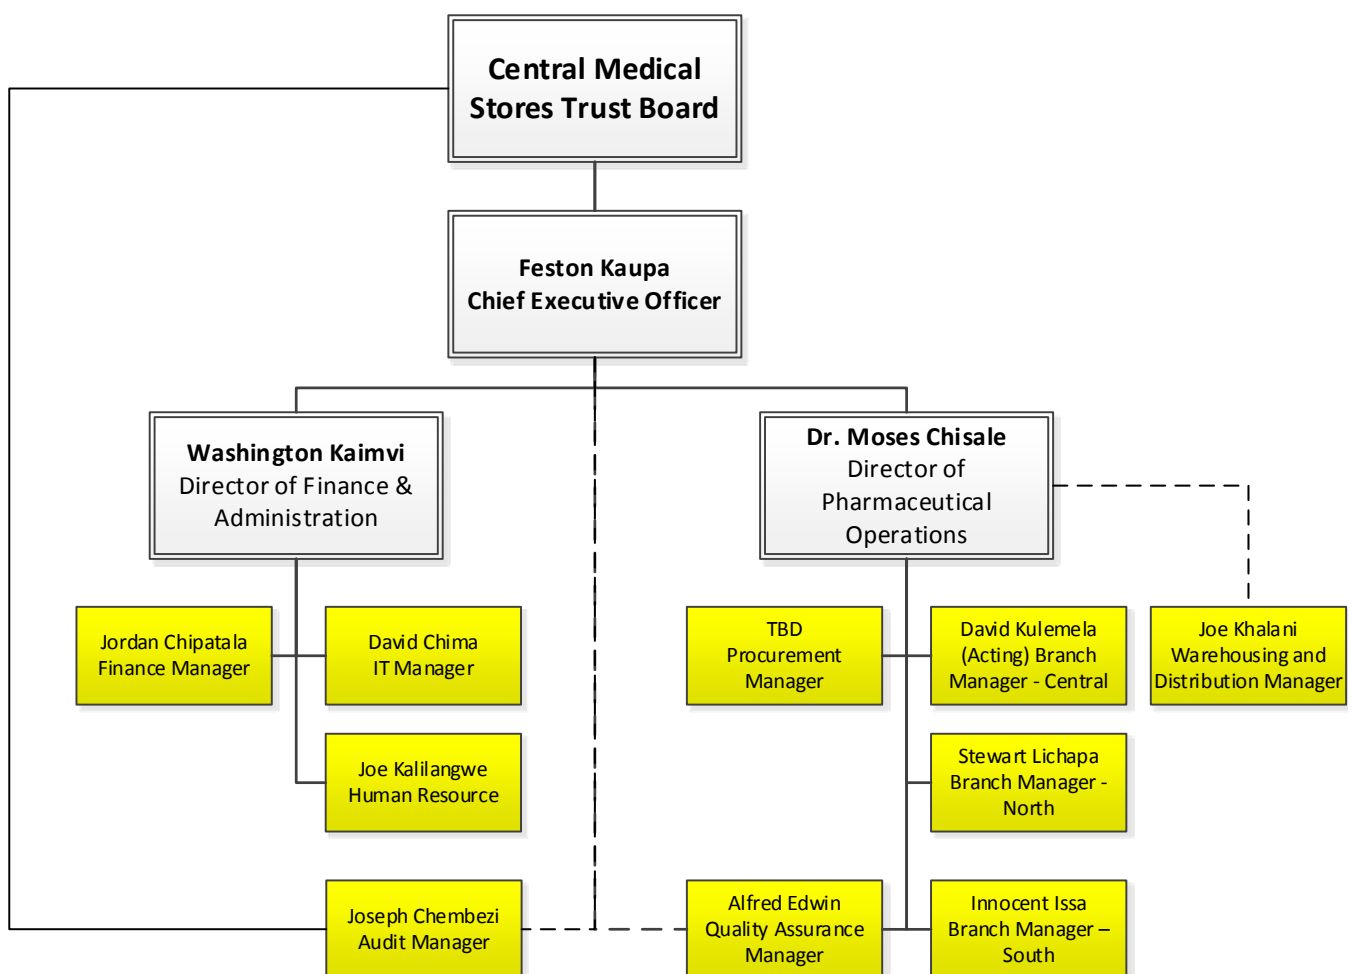 Central Medical
Stores Trust Board
Feston Kaupa
Chief Executive Officer
Washington Kaimvi
Director of Finance &
Administration
Dr. Moses Chisale
Director of
Pharmaceutical
Operations
Jordan Chipatala
Finance Manager
David Chima
IT Manager
TBD
Procurement
Manager
David Kulemela
(Acting) Branch
Manager - Central
Joe Khalani
Warehousing and
Distribution Manager
Joe Kalilangwe
Human Resource
Stewart Lichapa
Branch Manager -
North
Joseph Chembezi
Audit Manager
Alfred Edwin
Quality Assurance
Manager
Innocent Issa
Branch Manager –
South